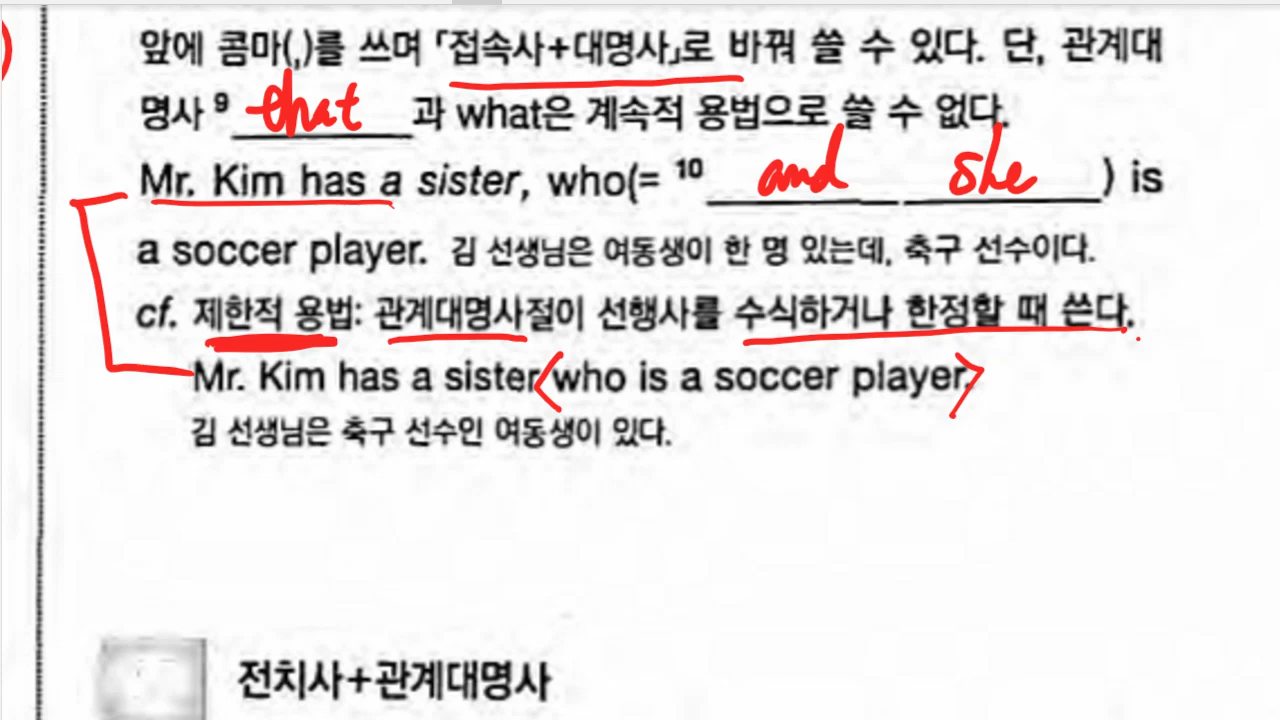 앞에 콤마(,)를 쓰며 「접속사+대명사」로 바꿔 쓸 수 있다. 단, 관계대
명사 9 that 과 what은 계속적 용법으로 쓸 수 없다.
Mr. Kim has a sister, who(= 10 and she ) is
a soccer player. 김 선생님은 여동생이 한 명 있는데, 축구 선수이다.
cf. 제한적 용법: 관계대명사절이 선행사를 수식하거나 한정할 때 쓴다.
Mr. Kim has a sister <who is a soccer player.>
김 선생님은 축구 선수인 여동생이 있다.
전치사+관계대명사